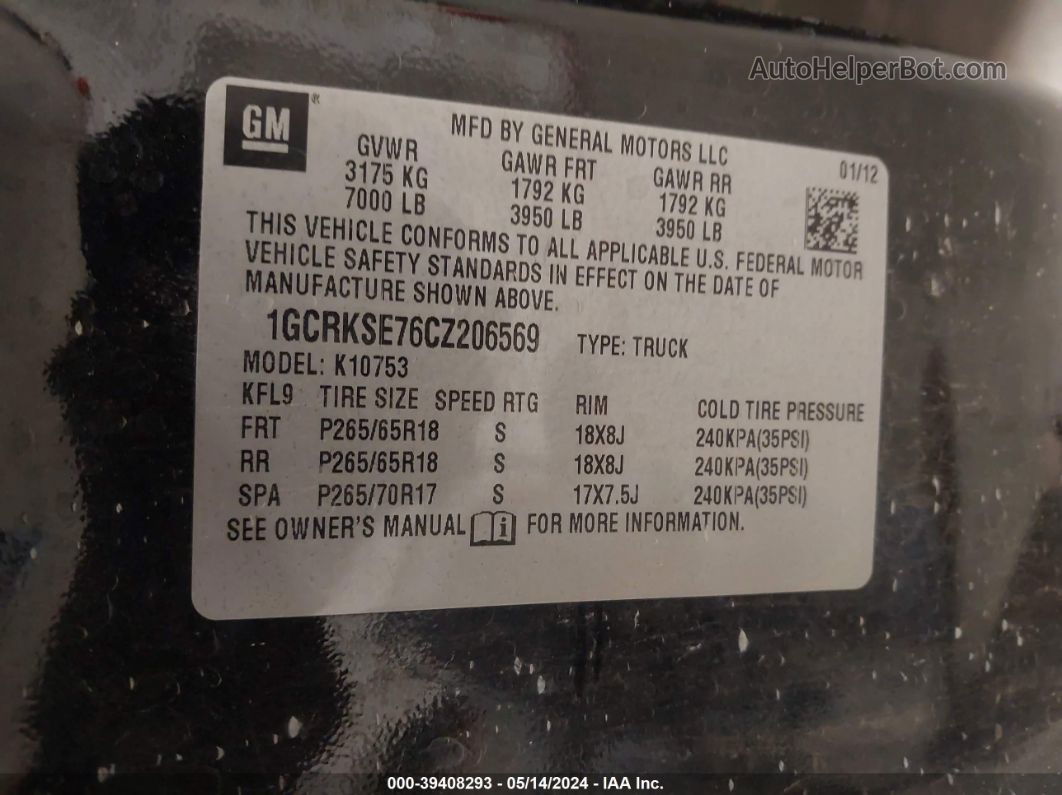 AutoHelperBot.com
GM®
MFD BY GENERAL MOTORS LLC
01/12
GVWR GAWR FRT GAWR RR
3175 KG 1792 KG 1792 KG
7000 LB 3950 LB 3950 LB
THIS VEHICLE CONFORMS TO ALL APPLICABLE U.S. FEDERAL MOTOR
VEHICLE SAFETY STANDARDS IN EFFECT ON THE DATE OF
MANUFACTURE SHOWN ABOVE.
1GCRKSE76CZ206569 TYPE: TRUCK
MODEL: K10753
KFL9 TIRE SIZE SPEED RTG RIM COLD TIRE PRESSURE
FRT P265/65R18 S 18X8J 240KPA(35PSI)
RR P265/65R18 S 18X8J 240KPA(35PSI)
SPA P265/70R17 S 17X7.5J 240KPA(35PSI)
SEE OWNER'S MANUAL i FOR MORE INFORMATION.
000-39408293 - 05/14/2024 - IAA Inc.